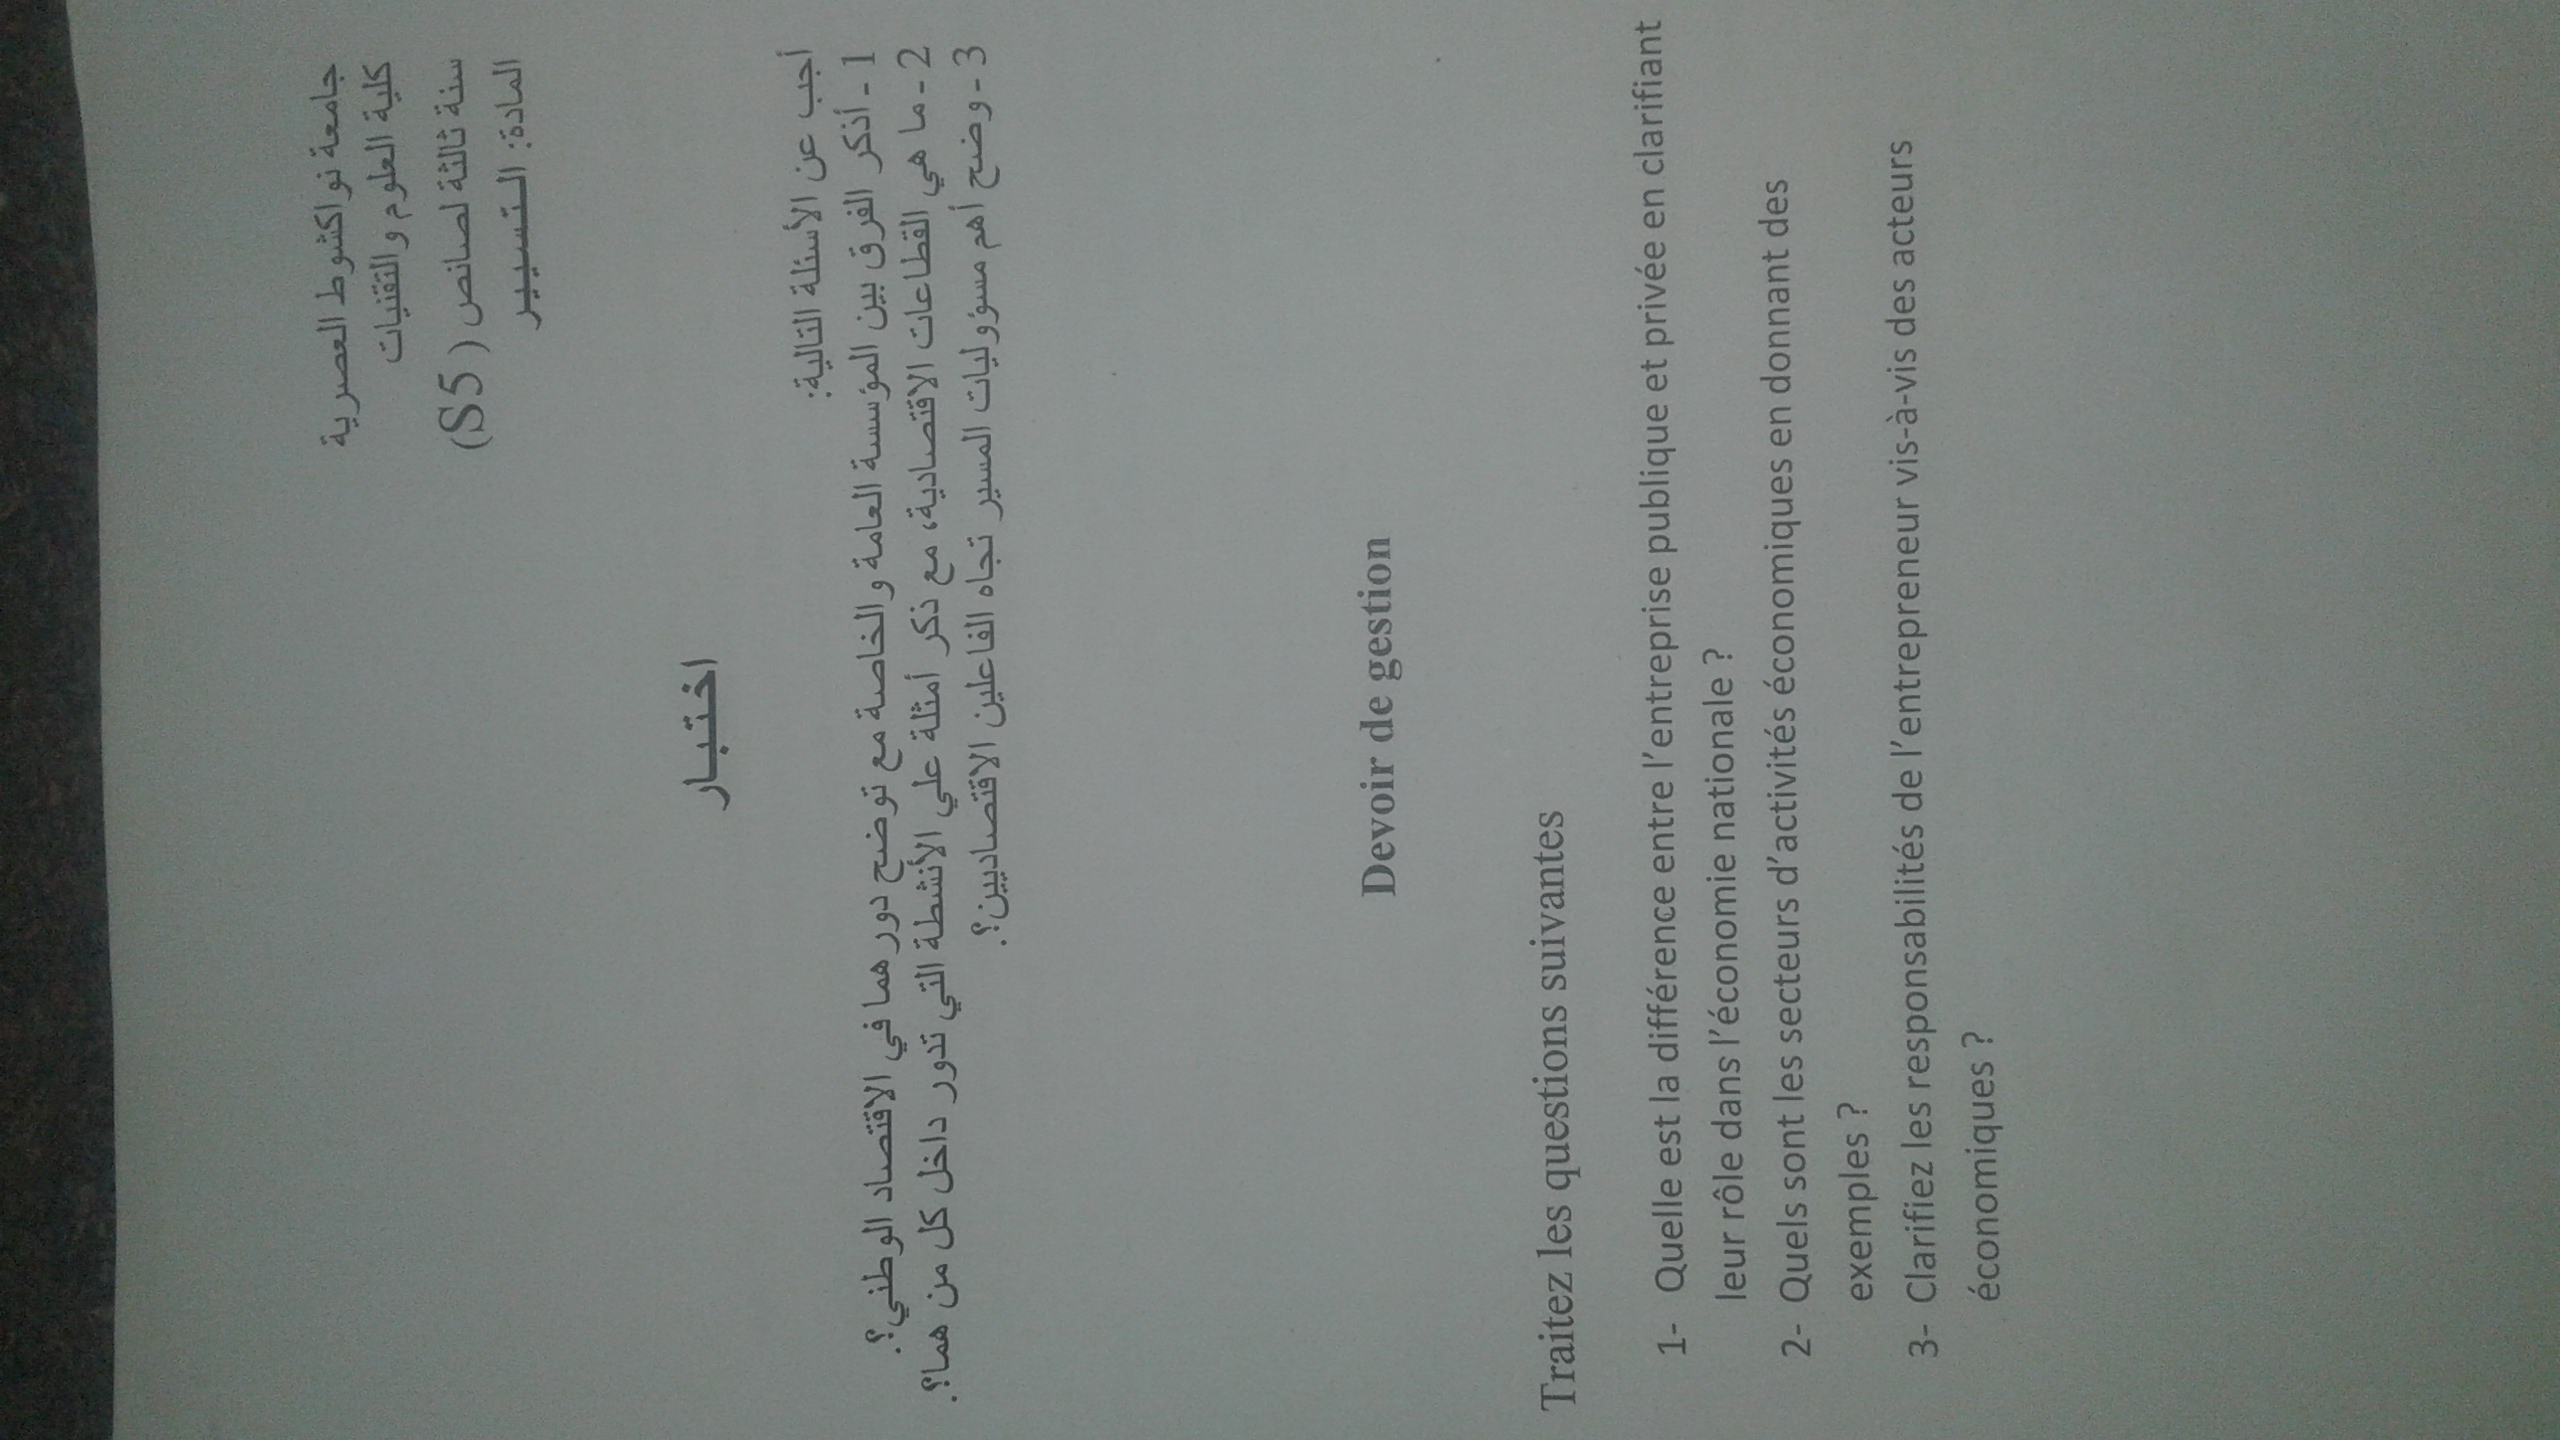 جامعة نواكشوط العصرية
كلية العلوم والتقنيات
سنة ثالثة لصانص ( S5)
المادة: التسيير
اختبار
أجب عن الأسئلة التالية:
1 - أذكر الفرق بين المؤسسة العامة والخاصة مع توضح دورهما في الاقتصاد الوطني؟.
2 - ما هي القطاعات الاقتصادية، مع ذكر أمثلة علي الأنشطة التي تدور داخل كل من هما؟.
3 - وضح أهم مسؤوليات المسير تجاه الفاعلين الاقتصاديين؟.
Devoir de gestion
Traitez les questions suivantes
1- Quelle est la différence entre l’entreprise publique et privée en clarifiant
leur rôle dans l’économie nationale ?
2- Quels sont les secteurs d’activités économiques en donnant des
exemples ?
3- Clarifiez les responsabilités de l’entrepreneur vis-à-vis des acteurs
économiques ?